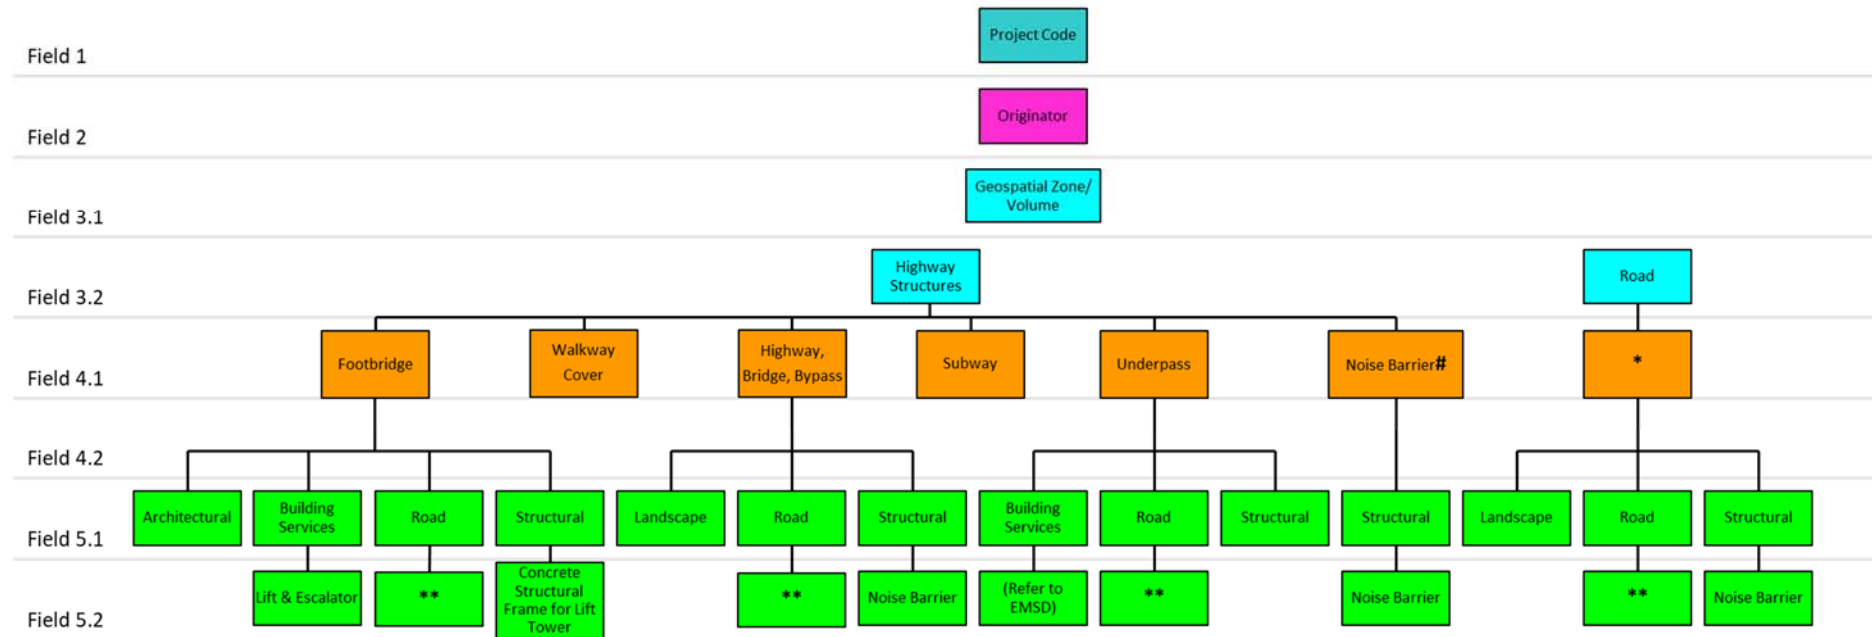 Project Code
Field 1
Originator
Field 2
Geospatial Zone/
Volume
Field 3.1
Highway
Structures
Road
Field 3.2
Footbridge
Walkway
Cover
Highway,
Bridge, Bypass
Subway
Underpass
Noise Barrier#
*
Field 4.1
Field 4.2
Architectural
Building
Services
Road
Structural
Landscape
Road
Structural
Building
Services
Road
Structural
Structural
Landscape
Road
Structural
Field 5.1
Lift & Escalator
**
Concrete
Structural
Frame for Lift
Tower
**
Noise Barrier
(Refer to
EMSD)
**
Noise Barrier
**
Noise Barrier
Field 5.2